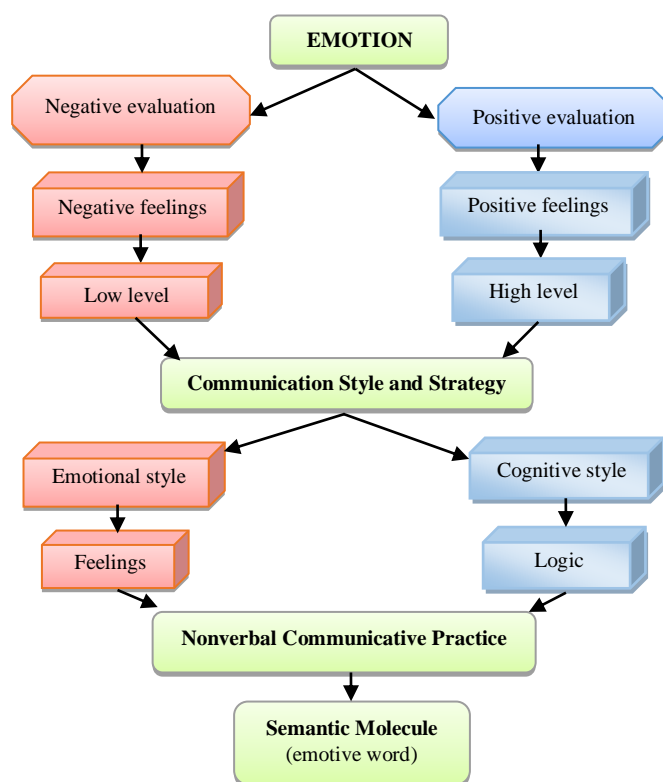 EMOTION
Negative evaluation
Positive evaluation
Negative feelings
Positive feelings
Low level
High level
Communication Style and Strategy
Emotional style
Cognitive style
Feelings
Logic
Nonverbal Communicative Practice
Semantic Molecule
(emotive word)